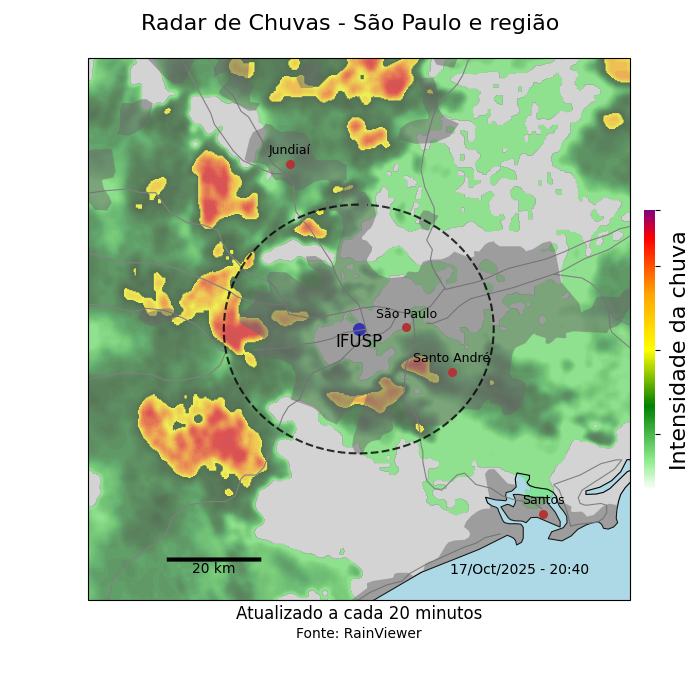 Radar de Chuvas - São Paulo e região
Jundiaí
São Paulo
IFUSP
Santo André
Santos
20 km
17/Oct/2025 - 20:40
Intensidade da chuva
Atualizado a cada 20 minutos
Fonte: RainViewer